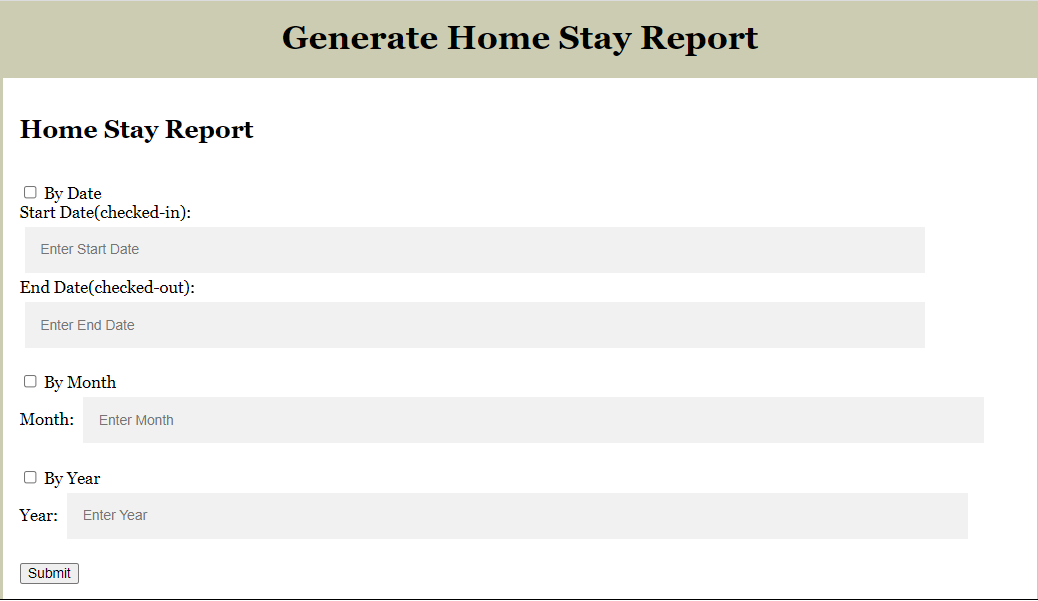 Generate Home Stay Report
Home Stay Report
By Date
Start Date(checked-in):
Enter Start Date
End Date(checked-out):
Enter End Date
By Month
Month: Enter Month
By Year
Year: Enter Year
Submit